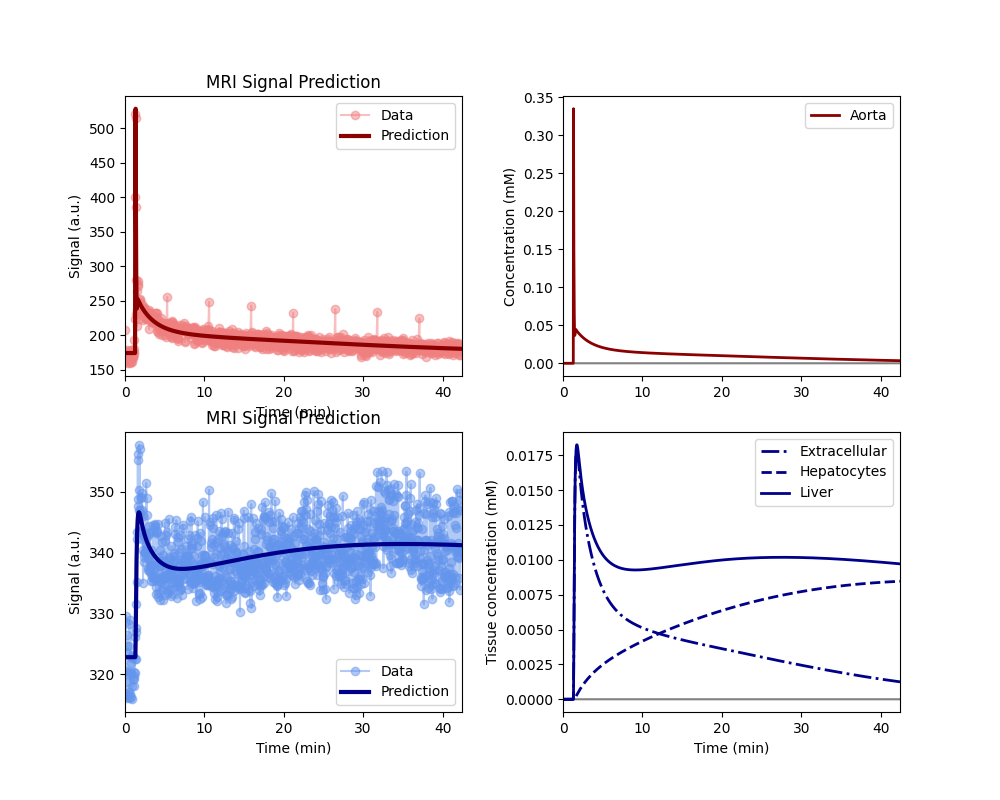 MRI Signal Prediction
Signal (a.u.)
500
450
400
350
300
250
200
150
0 10 20 30 40
Time (min)
Data
Prediction
Concentration (mM)
0.35
0.30
0.25
0.20
0.15
0.10
0.05
0.00
0 10 20 30 40
Aorta
MRI Signal Prediction
Signal (a.u.)
350
340
330
320
0 10 20 30 40
Time (min)
Data
Prediction
Tissue concentration (mM)
0.0175
0.0150
0.0125
0.0100
0.0075
0.0050
0.0025
0.0000
0 10 20 30 40
Time (min)
Extracellular
Hepatocytes
Liver